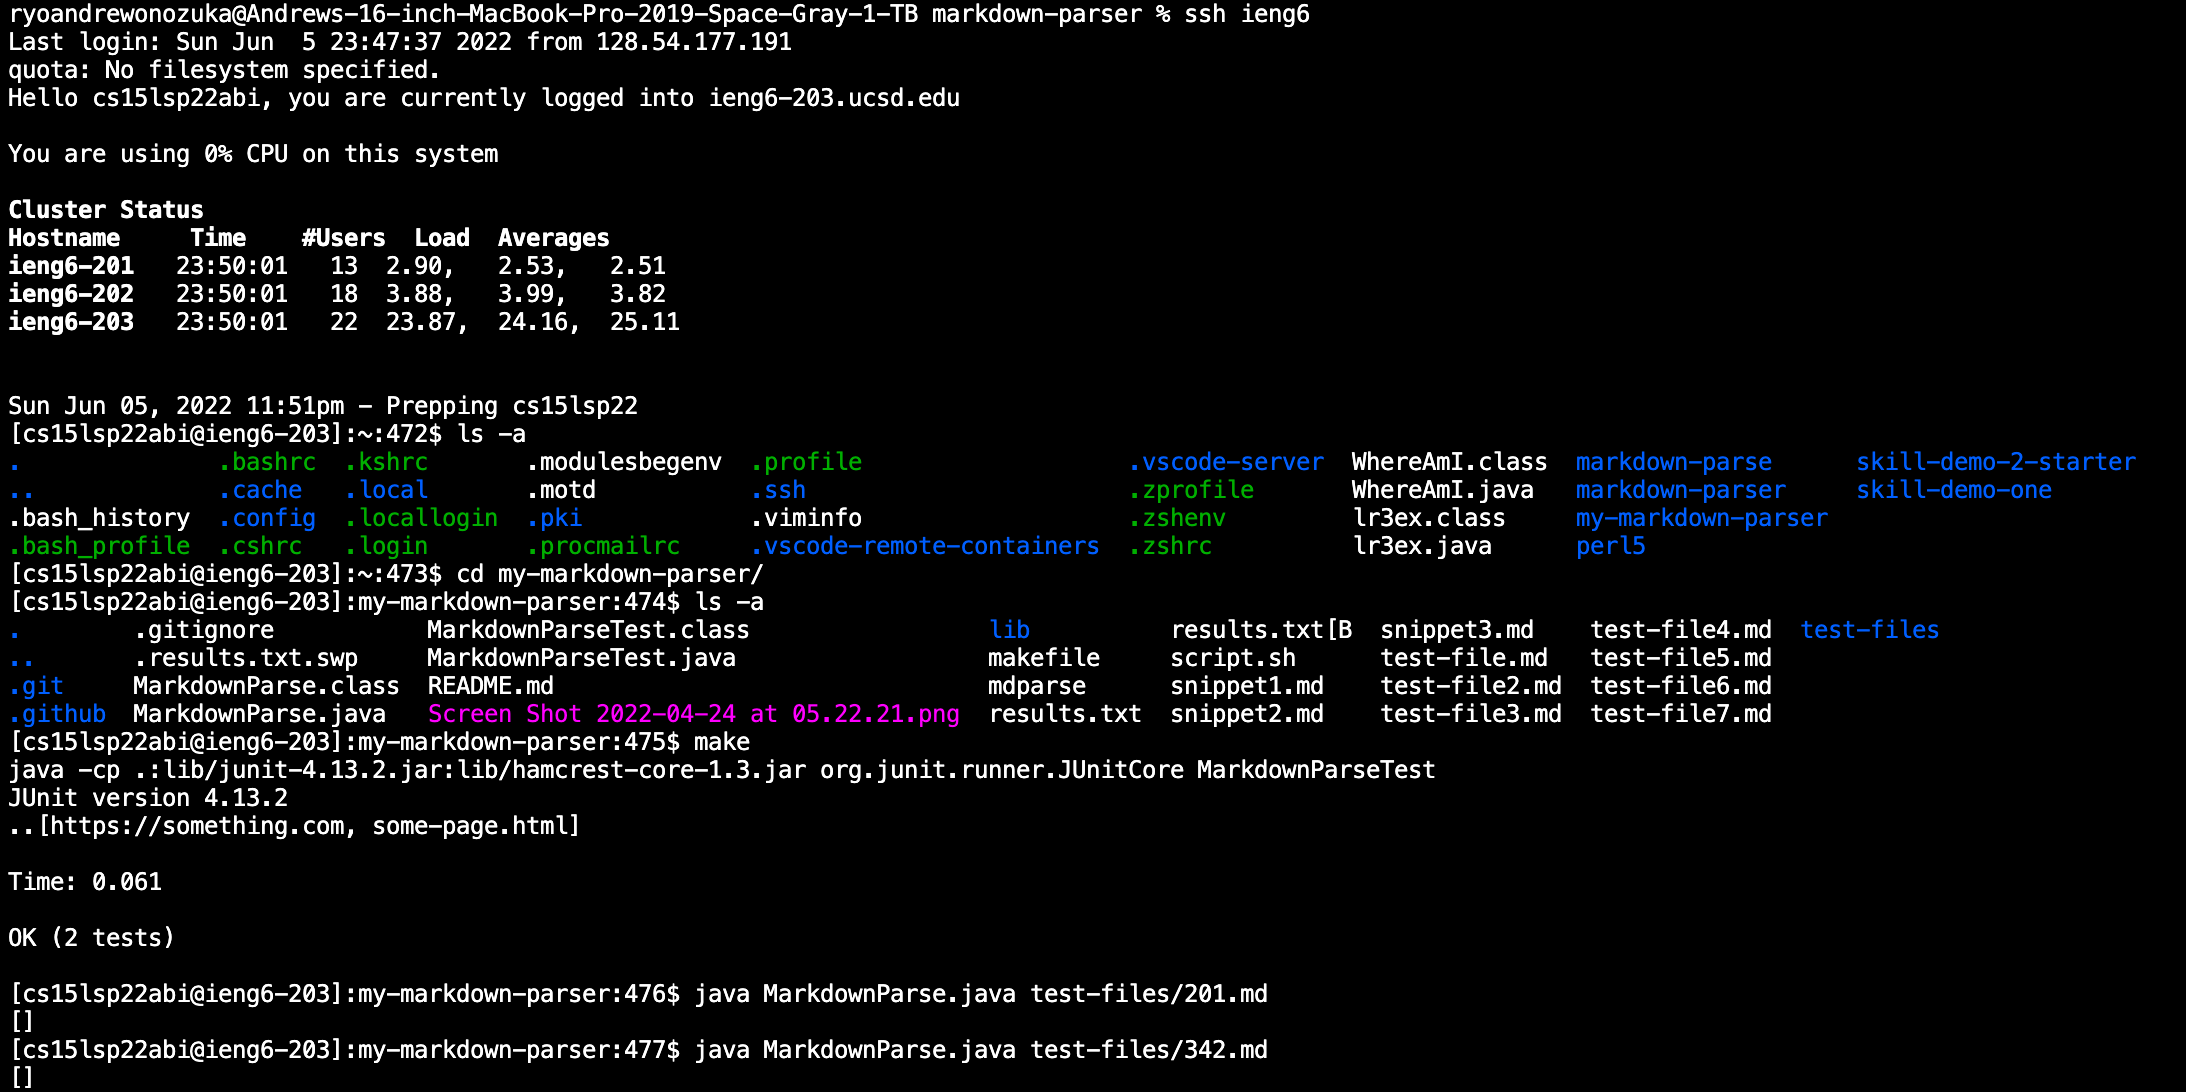 ryoandrewonozuka@Andrews-16-inch-MacBook-Pro-2019-Space-Gray-1-TB markdown-parser % ssh ieng6
Last login: Sun Jun  5 23:47:37 2022 from 128.54.177.191
quota: No filesystem specified.
Hello cs15lsp22abi, you are currently logged into ieng6-203.ucsd.edu
You are using 0% CPU on this system
Cluster Status
Hostname     Time    #Users  Load  Averages
ieng6-201   23:50:01   13  2.90,   2.53,   2.51
ieng6-202   23:50:01   18  3.88,   3.99,   3.82
ieng6-203   23:50:01   22  23.87,  24.16,  25.11
Sun Jun 05, 2022 11:51pm - Prepping cs15lsp22
[cs15lsp22abi@ieng6-203]:~:472$ ls -a
.              .bashrc  .kshrc       .modulesbegenv  .profile                   .vscode-server  WhereAmI.class  markdown-parse      skill-demo-2-starter
..             .cache   .local       .motd           .ssh                       .zprofile       WhereAmI.java   markdown-parser     skill-demo-one
.bash_history  .config  .locallogin  .pki            .viminfo                   .zshenv         lr3ex.class     my-markdown-parser
.bash_profile  .cshrc   .login       .procmailrc     .vscode-remote-containers  .zshrc          lr3ex.java      perl5
[cs15lsp22abi@ieng6-203]:~:473$ cd my-markdown-parser/
[cs15lsp22abi@ieng6-203]:my-markdown-parser:474$ ls -a
.        .gitignore           MarkdownParseTest.class                 lib          results.txt[B  snippet3.md    test-file4.md  test-files
..       .results.txt.swp     MarkdownParseTest.java                  makefile     script.sh      test-file.md   test-file5.md
.git     MarkdownParse.class  README.md                               mdparse      snippet1.md    test-file2.md  test-file6.md
.github  MarkdownParse.java   Screen Shot 2022-04-24 at 05.22.21.png  results.txt  snippet2.md    test-file3.md  test-file7.md
[cs15lsp22abi@ieng6-203]:my-markdown-parser:475$ make
java -cp .:lib/junit-4.13.2.jar:lib/hamcrest-core-1.3.jar org.junit.runner.JUnitCore MarkdownParseTest
JUnit version 4.13.2
..[https://something.com, some-page.html]
Time: 0.061
OK (2 tests)
[cs15lsp22abi@ieng6-203]:my-markdown-parser:476$ java MarkdownParse.java test-files/201.md
[]
[cs15lsp22abi@ieng6-203]:my-markdown-parser:477$ java MarkdownParse.java test-files/342.md
[]